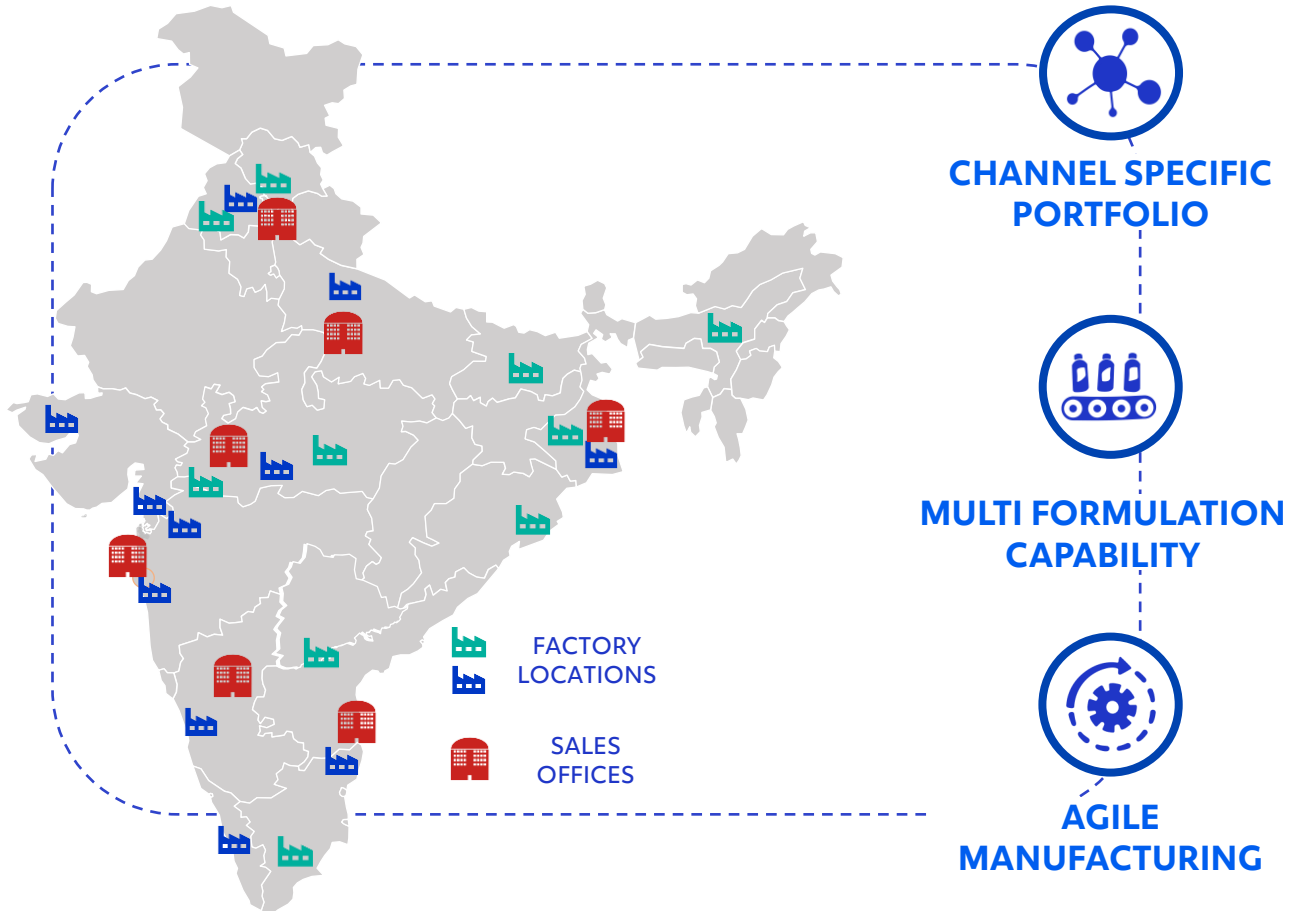 CHANNEL SPECIFIC
PORTFOLIO
MULTI FORMULATION
CAPABILITY
FACTORY
LOCATIONS
SALES
OFFICES
AGILE
MANUFACTURING